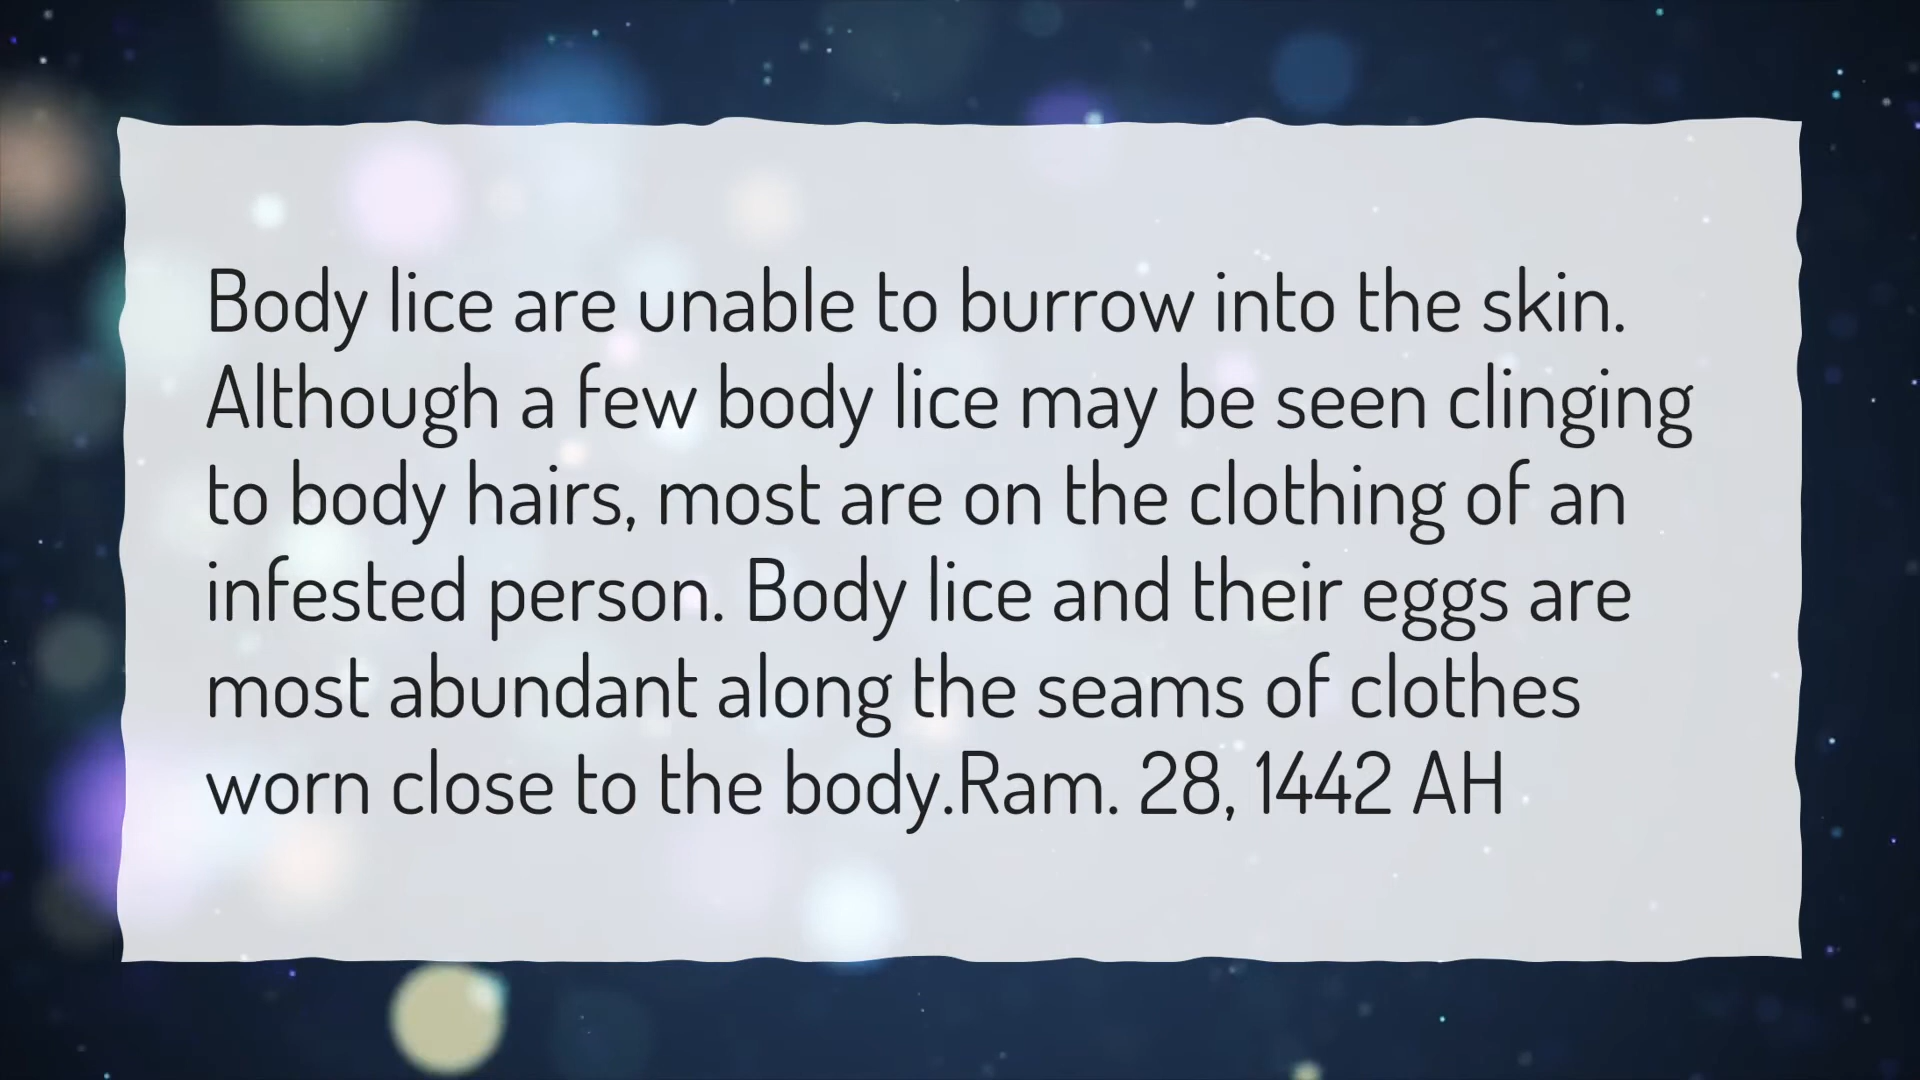 Body lice are unable to burrow into the skin.
Although a few body lice may be seen clinging
to body hairs, most are on the clothing of an
infested person. Body lice and their eggs are
most abundant along the seams of clothes
worn close to the body.Ram. 28, 1442 AH